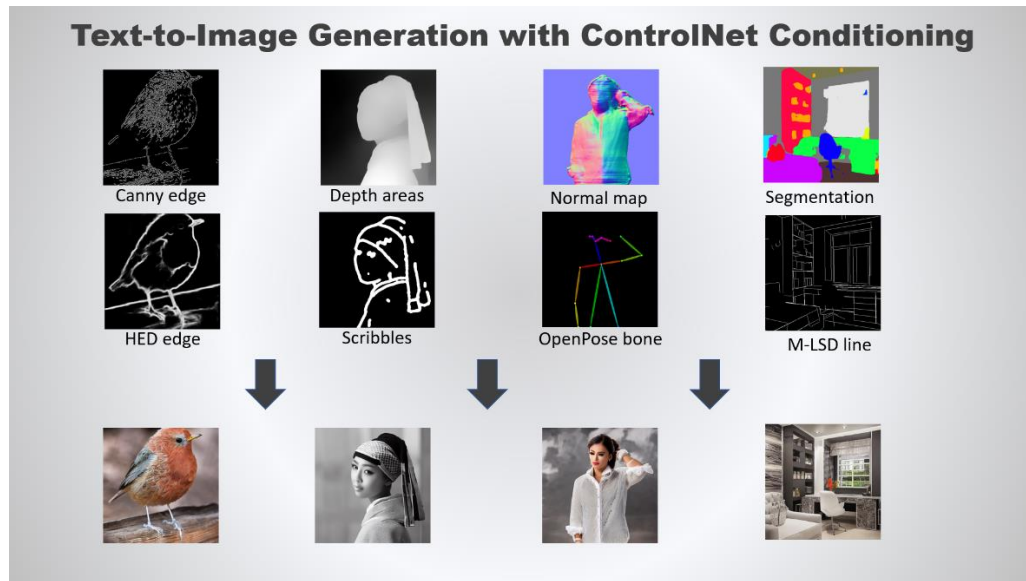 Text-to-Image Generation with ControlNet Conditioning
Canny edge
Depth areas
Normal map
Segmentation
HED edge
Scribbles
OpenPose bone
M-LSD line